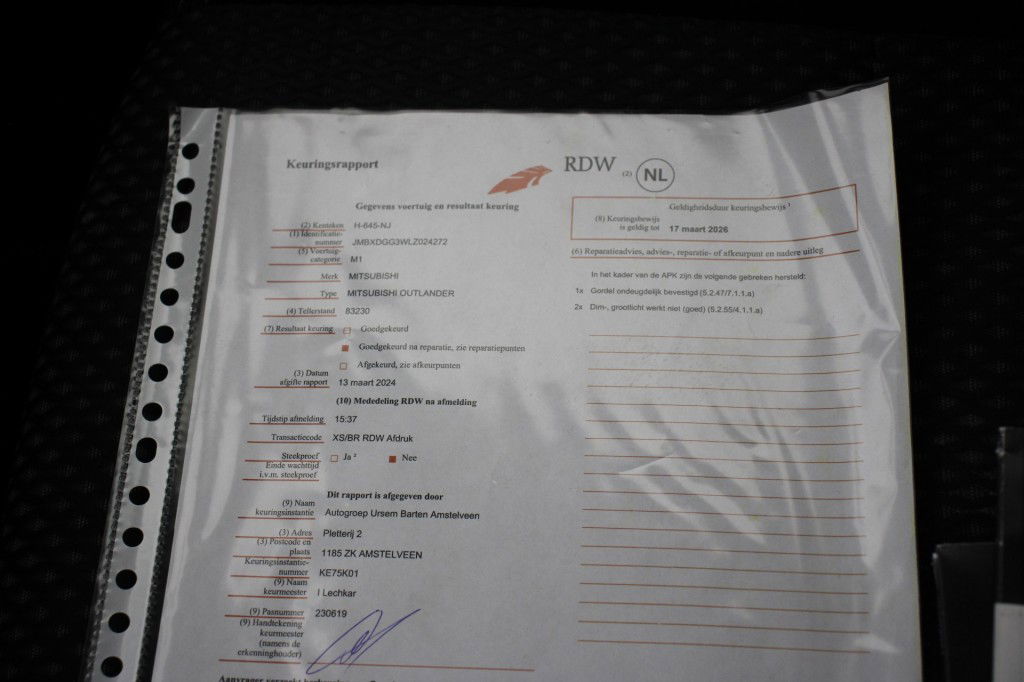 Keuringsrapport
RDW (2) NL
Gegevens voertuig en resultaat keuring
(2) Kenteken H-645-NJ
(1) Identificatie-
nummer JMBXDGG3WLZ024272
(5) Voertuig-
categorie M1
Merk MITSUBISHI
Type MITSUBISHI OUTLANDER
(4) Tellerstand 83230
(7) Resultaat keuring Goedgekeurd
Goedgekeurd na reparatie, zie reparatiepunten
Afgekeurd, zie afkeurpunten
(3) Datum
afgifte rapport 13 maart 2024
(10) Mededeling RDW na afmelding
Tijdstip afmelding 15:37
Transactiecode XS/BR RDW Afdruk
Steekproef Ja ² Nee
Einde wachttijd
i.v.m. steekproef
Dit rapport is afgegeven door
(9) Naam
keuringsinstantie Autogroep Ursem Barten Amstelveen
(3) Adres Pletterij 2
(3) Postcode en
plaats 1185 ZK AMSTELVEEN
Keuringsinstantie-
nummer KE75K01
(9) Naam
keurmeester I Lechkar
(9) Pasnummer 230619
(9) Handtekening
keurmeester
(namens de
erkenninghouder)
Geldigheidsduur keuringsbewijs ¹
(8) Keuringsbewijs
is geldig tot 17 maart 2026
(6) Reparatieadvies, advies-, reparatie- of afkeurpunt en nadere uitleg
In het kader van de APK zijn de volgende gebreken hersteld:
1x Gordel ondeugdelijk bevestigd (5.2.47/7.1.1.a)
2x Dim-, grootlicht werkt niet (goed) (5.2.55/4.1.1.a)